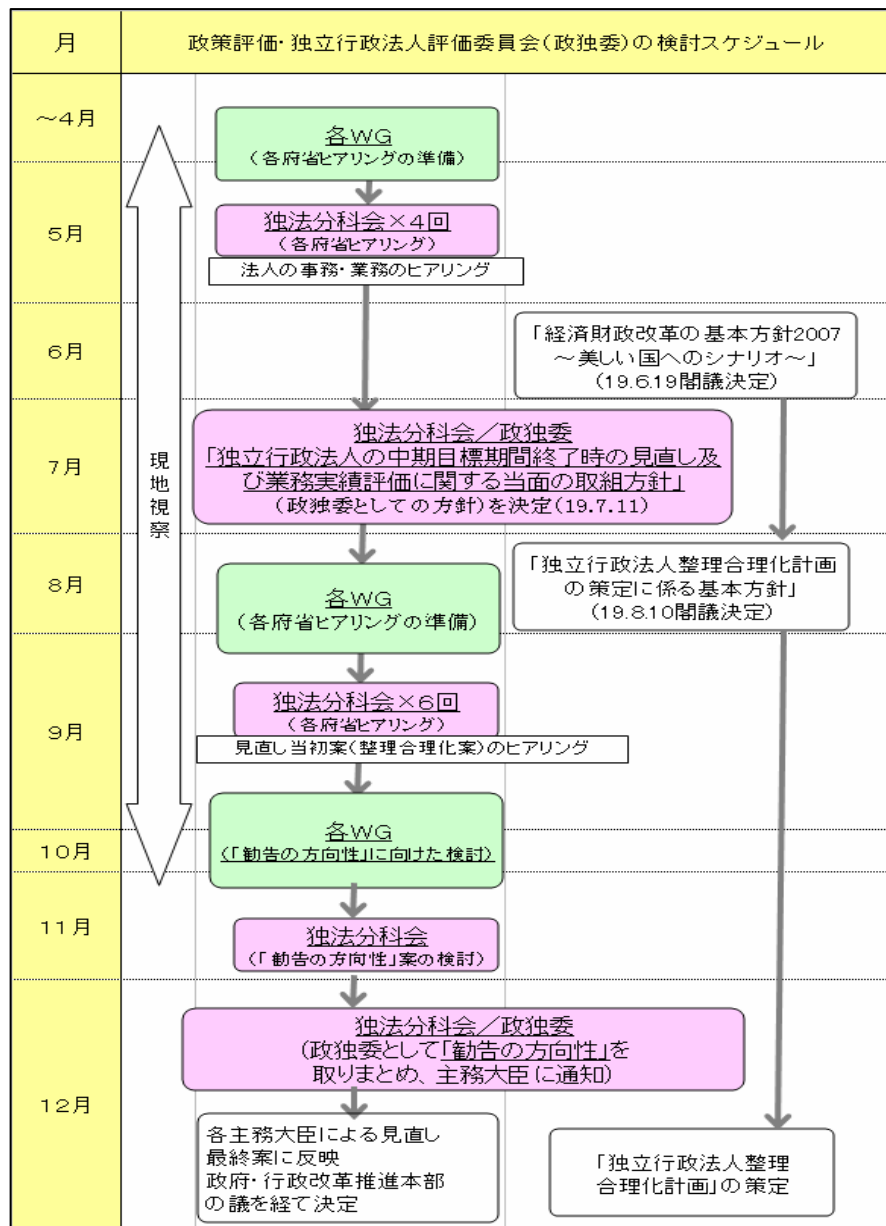 月
政策評価・独立行政法人評価委員会(政独委)の検討スケジュール
～4月
各WG
(各府省ヒアリングの準備)
5月
独法分科会×4回
(各府省ヒアリング)
法人の事務・業務のヒアリング
6月
「経済財政改革の基本方針2007
～美しい国へのシナリオ～」
(19.6.19閣議決定)
7月
独法分科会／政独委
「独立行政法人の中期目標期間終了時の見直し及
び業務実績評価に関する当面の取組方針」
(政独委としての方針)を決定(19.7.11)
現地視察
8月
各WG
(各府省ヒアリングの準備)
「独立行政法人整理合理化計画
の策定に係る基本方針」
(19.8.10閣議決定)
9月
独法分科会×6回
(各府省ヒアリング)
見直し当初案(整理合理化案)のヒアリング
10月
各WG
(「勧告の方向性」に向けた検討)
11月
独法分科会
(「勧告の方向性」案の検討)
12月
独法分科会／政独委
(政独委として「勧告の方向性」を
取りまとめ、主務大臣に通知)
各主務大臣による見直し
最終案に反映
政府・行政改革推進本部
の議を経て決定
「独立行政法人整理
合理化計画」の策定